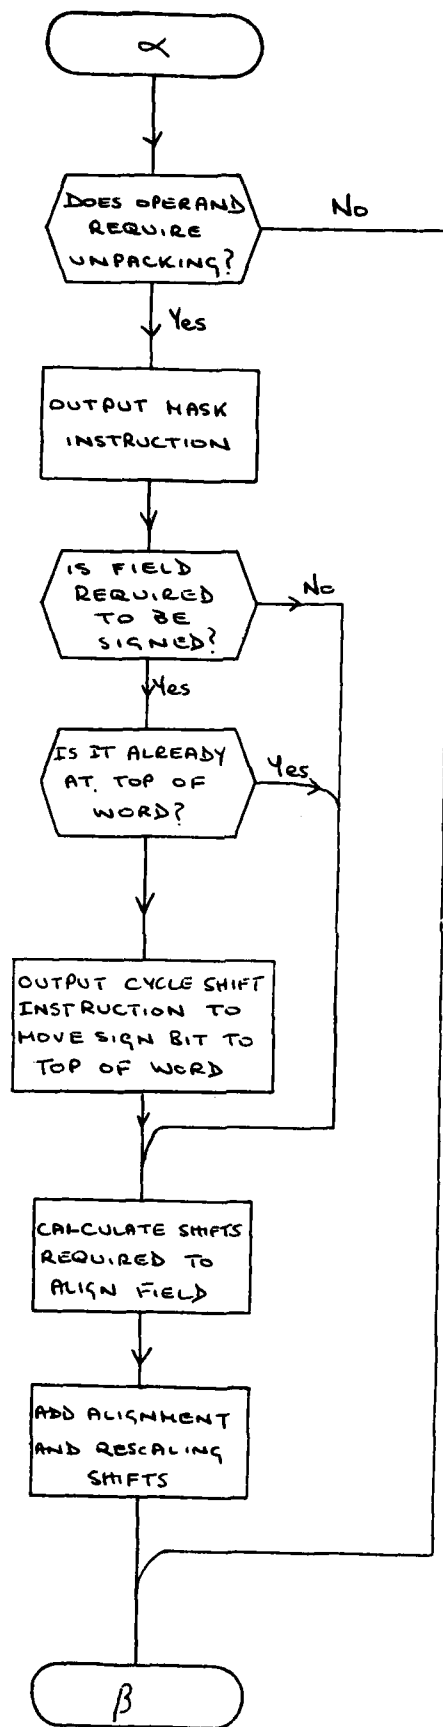 α
DOES OPERAND
REQUIRE
UNPACKING?
No
Yes
OUTPUT MASK
INSTRUCTION
IS FIELD
REQUIRED
TO BE
SIGNED?
No
Yes
IS IT ALREADY
AT TOP OF
WORD?
Yes
OUTPUT CYCLE SHIFT
INSTRUCTION TO
MOVE SIGN BIT TO
TOP OF WORD
CALCULATE SHIFTS
REQUIRED TO
ALIGN FIELD
ADD ALIGNMENT
AND RESCALING
SHIFTS
β